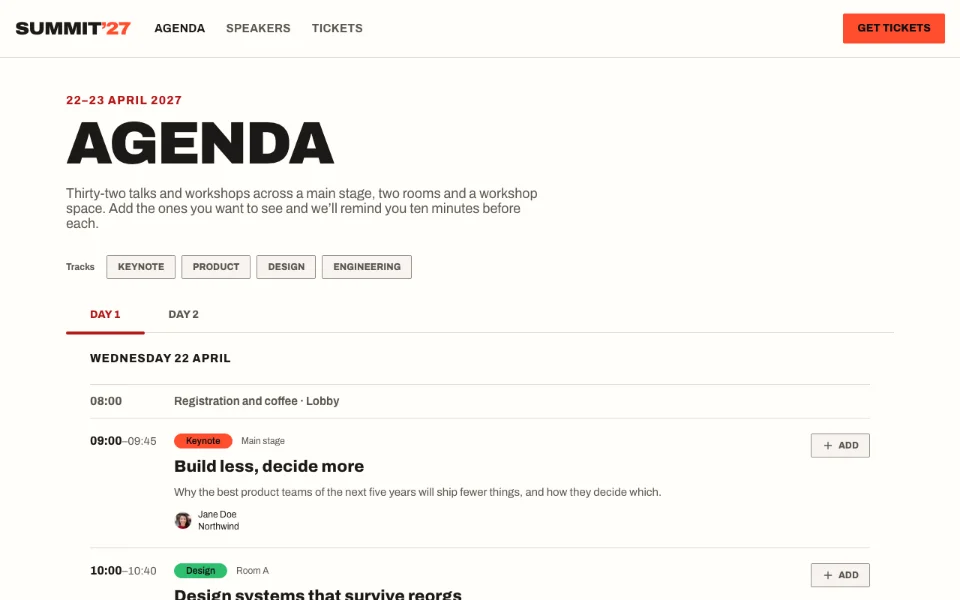 SUMMIT’27
AGENDA
SPEAKERS
TICKETS
GET TICKETS
22–23 APRIL 2027
AGENDA
Thirty-two talks and workshops across a main stage, two rooms and a workshop
space. Add the ones you want to see and we’ll remind you ten minutes before
each.
Tracks
KEYNOTE
PRODUCT
DESIGN
ENGINEERING
DAY 1
DAY 2
WEDNESDAY 22 APRIL
08:00
Registration and coffee · Lobby
09:00–09:45
Keynote
Main stage
+ ADD
Build less, decide more
Why the best product teams of the next five years will ship fewer things, and how they decide which.
Jane Doe
Northwind
10:00–10:40
Design
Room A
+ ADD
Design systems that survive reorgs